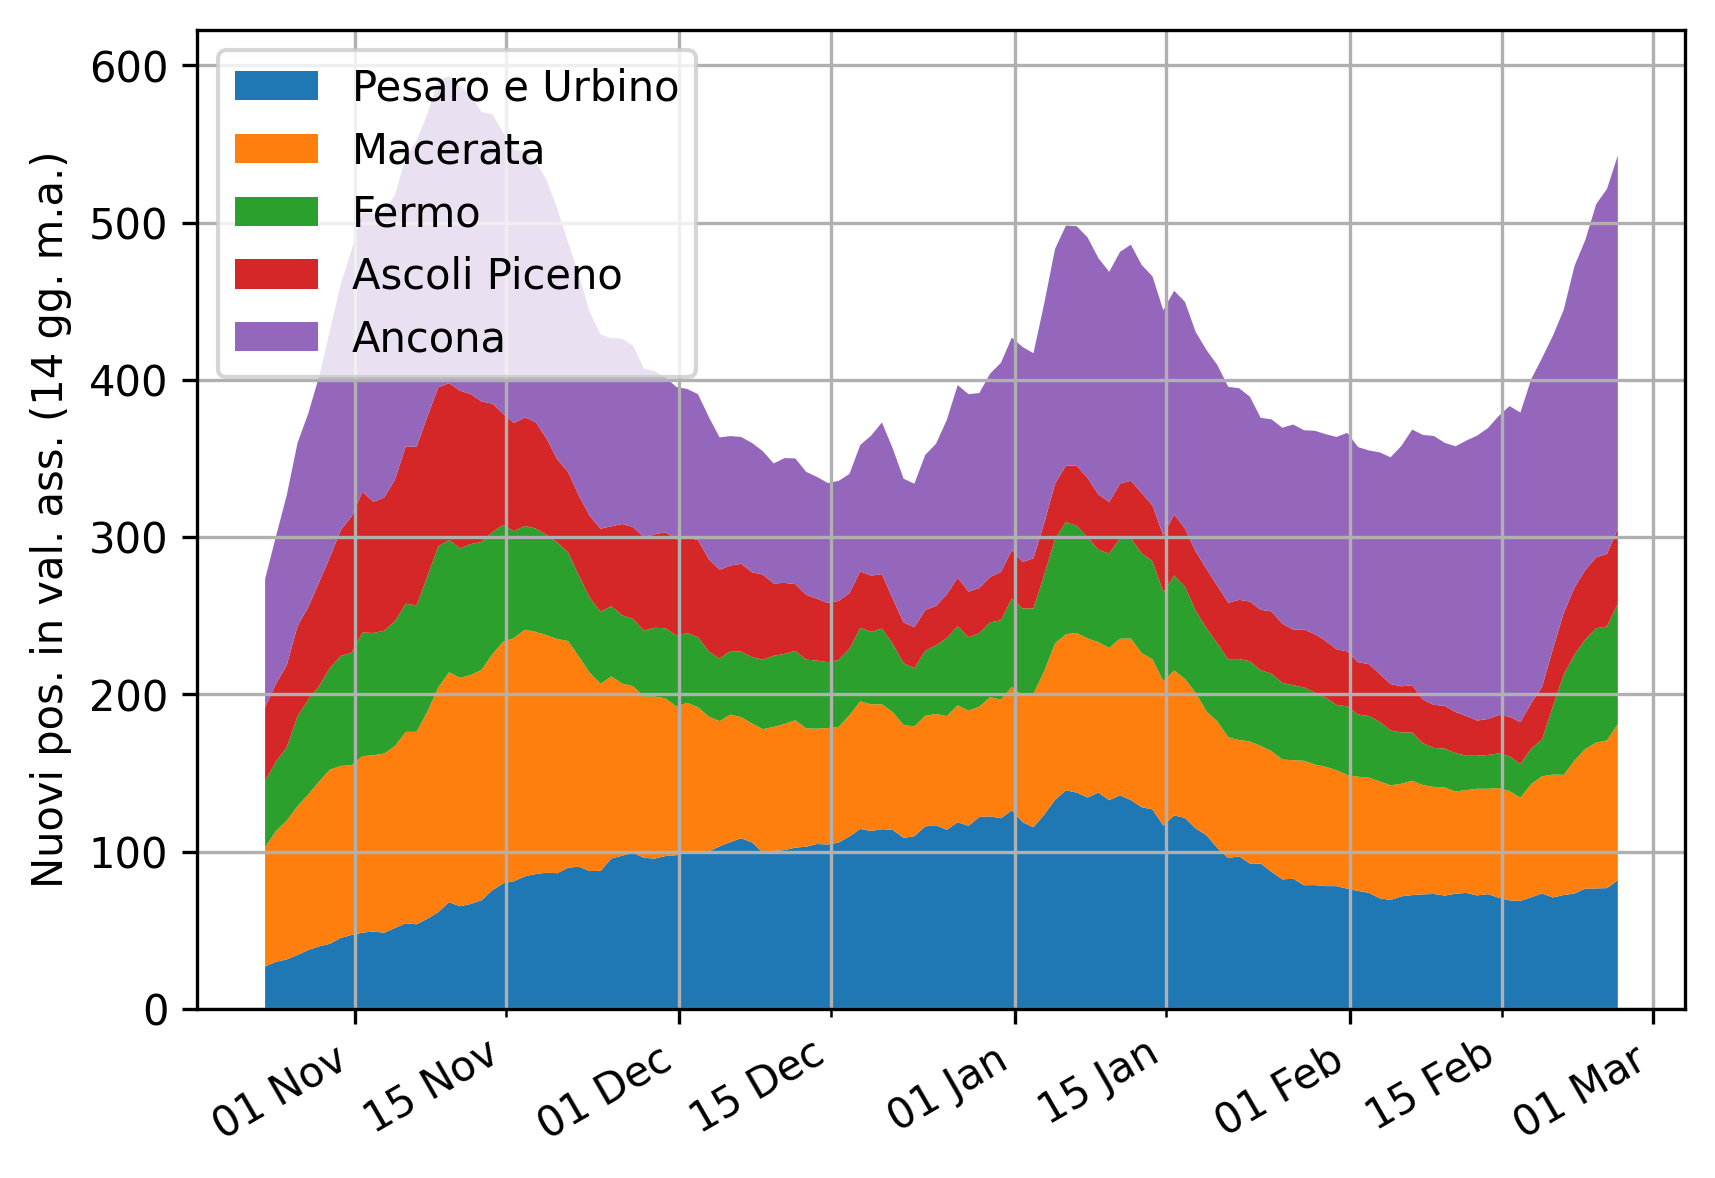 Nuovi pos. in val. ass. (14 gg. m.a.)
600
500
400
300
200
100
0
Pesaro e Urbino
Macerata
Fermo
Ascoli Piceno
Ancona
01 Nov
15 Nov
01 Dec
15 Dec
01 Jan
15 Jan
01 Feb
15 Feb
01 Mar